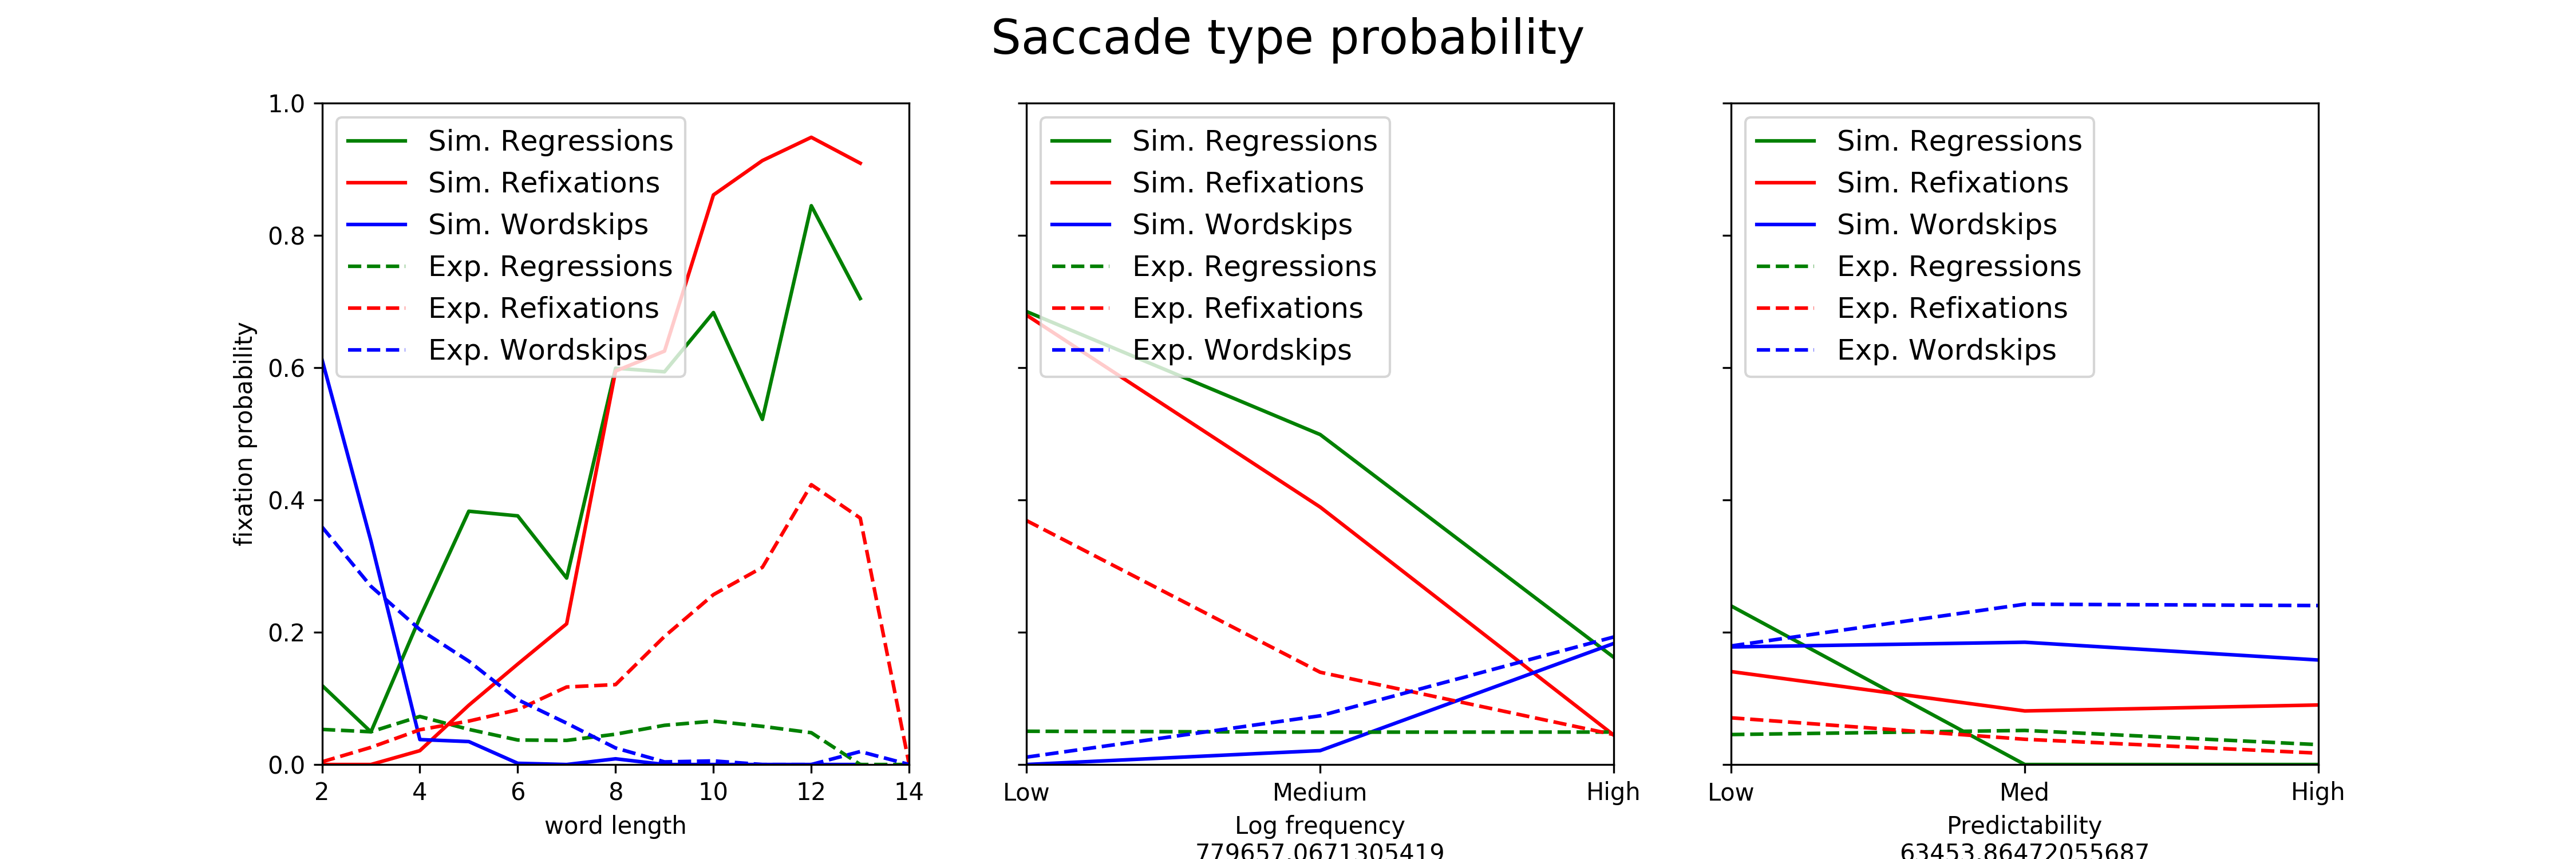 Saccade type probability
fixation probability
1.0
0.8
0.6
0.4
0.2
0.0
Sim. Regressions
Sim. Refixations
Sim. Wordskips
Exp. Regressions
Exp. Refixations
Exp. Wordskips
2 4 6 8 10 12 14
word length
Sim. Regressions
Sim. Refixations
Sim. Wordskips
Exp. Regressions
Exp. Refixations
Exp. Wordskips
Low Medium High
Log frequency
779657.0671305419
Sim. Regressions
Sim. Refixations
Sim. Wordskips
Exp. Regressions
Exp. Refixations
Exp. Wordskips
Low Med High
Predictability
63453.86472055687